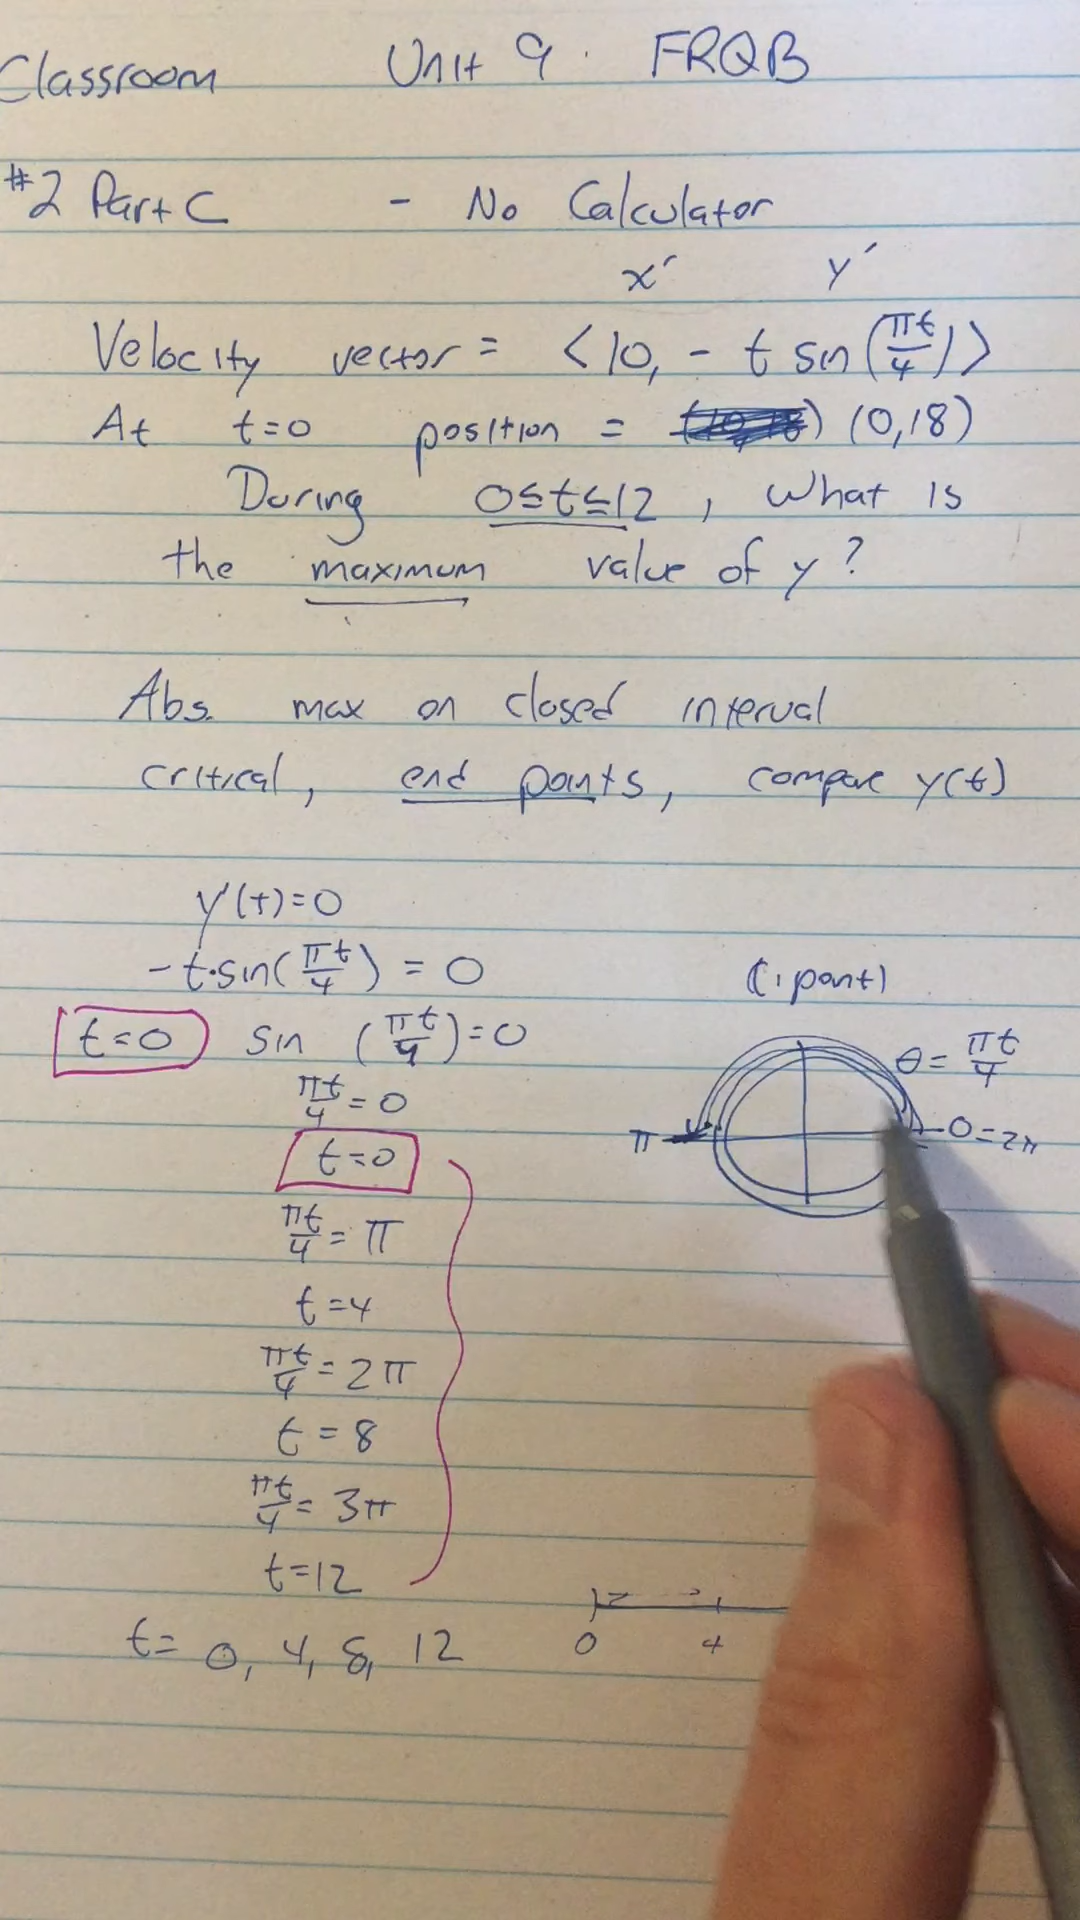 Classroom Unit 9 . FRQB
#2 Part C - No Calculator
x' y'
Velocity vector = <10, - t sin(πt/4)>
At t=0 position = ) (0,18)
During 0≤t≤12, What is
the maximum value of y?
Abs. max on closed interval
critical, end points, compare y(t)
y'(t)=0
-t·sin(πt/4) = 0
(1 point)
t=0 sin (πt/4)=0
θ = πt/4
πt/4 = 0
π 0=2π
t=0
πt/4 = π
t=4
πt/4 = 2π
t = 8
πt/4 = 3π
t=12
t= 0, 4, 8, 12
0 4